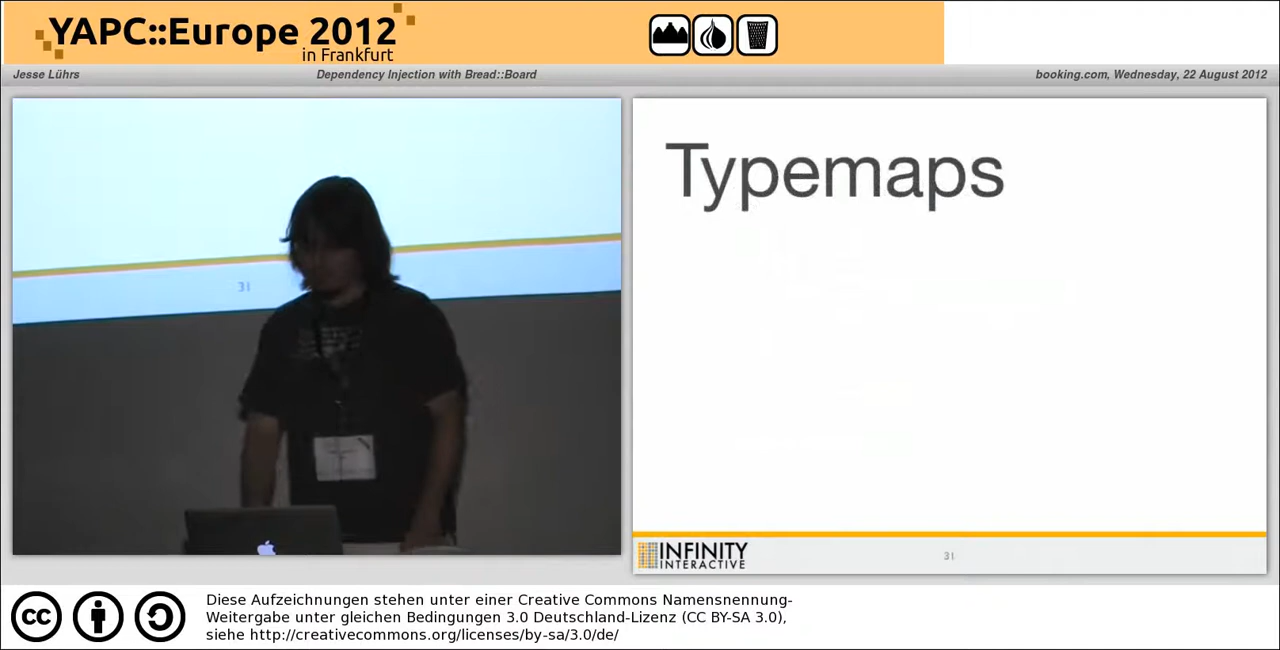 YAPC::Europe 2012
in Frankfurt
Jesse Lührs
Dependency Injection with Bread::Board
booking.com, Wednesday, 22 August 2012
31
Typemaps
INFINITY
INTERACTIVE
31
cc
Diese Aufzeichnungen stehen unter einer Creative Commons Namensnennung-
Weitergabe unter gleichen Bedingungen 3.0 Deutschland-Lizenz (CC BY-SA 3.0),
siehe http://creativecommons.org/licenses/by-sa/3.0/de/